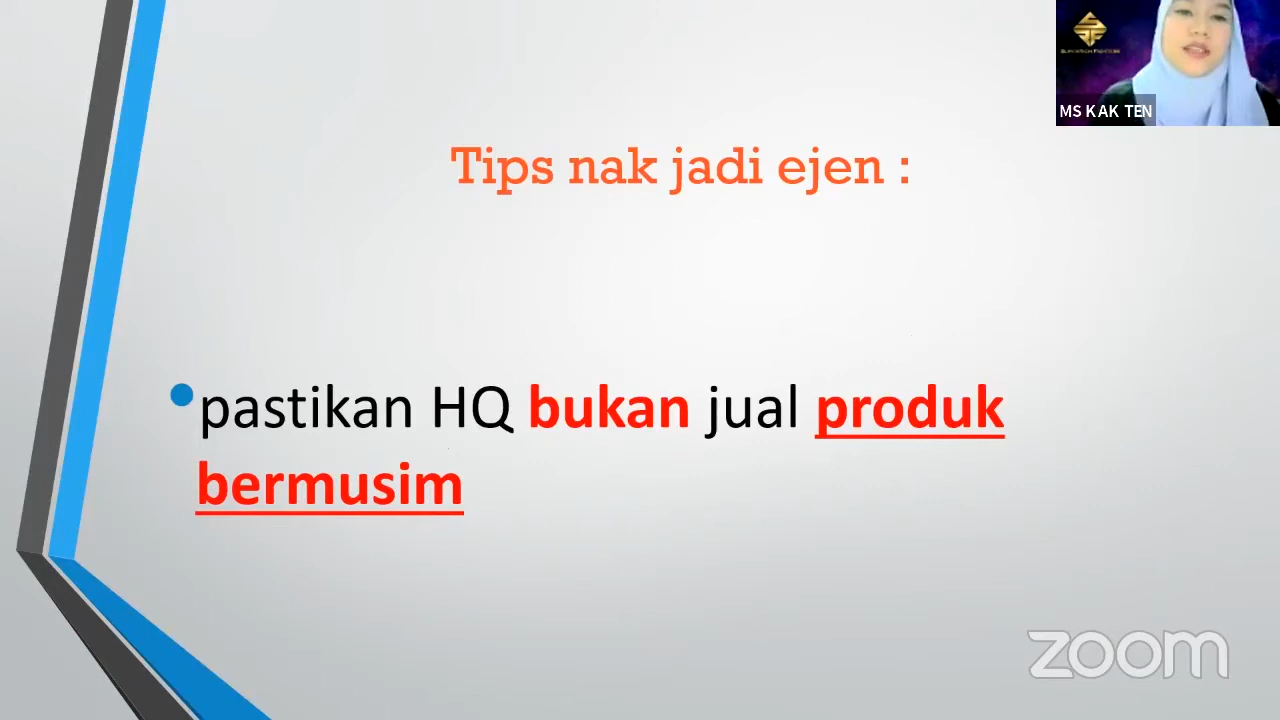 MS KAK TEN
Tips nak jadi ejen :
pastikan HQ bukan jual produk
bermusim
zoom